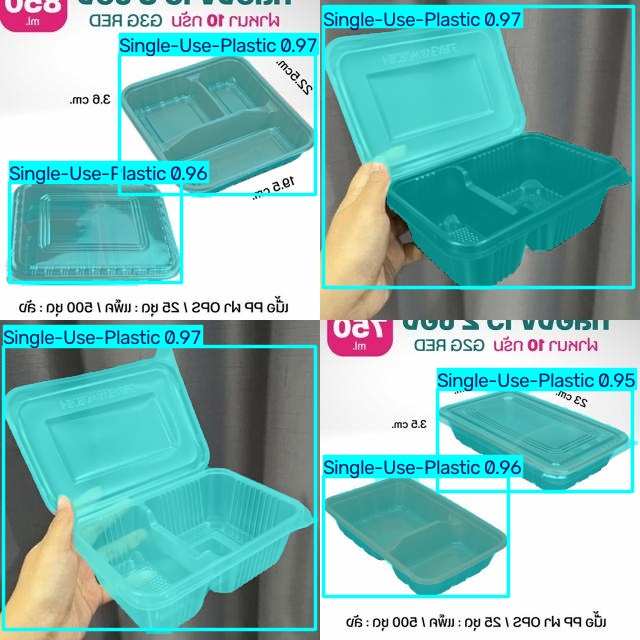 850
ml.
ฝาหนา 10 กรัม G3G RED
Single-Use-Plastic 0.97
22.5cm.
3.6 cm.
19.5 cm.
Single-Use-Plastic 0.96
เนื้อ PP ฝา OPS / 25 ชุด : แพ็ค / 500 ชุด : ลัง
Single-Use-Plastic 0.97
Single-Use-Plastic 0.97
750
ml.
ฝาหนา 10 กรัม G2G RED
Single-Use-Plastic 0.95
23 cm.
3.5 cm.
Single-Use-Plastic 0.96
เนื้อ PP ฝา OPS / 25 ชุด : แพ็ค / 500 ชุด : ลัง